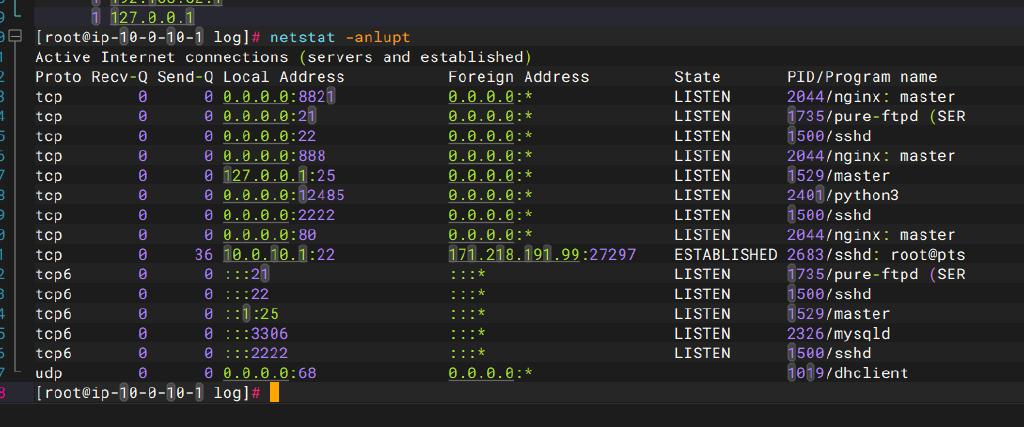 1 127.0.0.1
[root@ip-10-0-10-1 log]# netstat -anlupt
Active Internet connections (servers and established)
Proto Recv-Q Send-Q Local Address Foreign Address State PID/Program name
tcp 0 0 0.0.0.0:8821 0.0.0.0:* LISTEN 2044/nginx: master
tcp 0 0 0.0.0.0:21 0.0.0.0:* LISTEN 1735/pure-ftpd (SER
tcp 0 0 0.0.0.0:22 0.0.0.0:* LISTEN 1500/sshd
tcp 0 0 0.0.0.0:888 0.0.0.0:* LISTEN 2044/nginx: master
tcp 0 0 127.0.0.1:25 0.0.0.0:* LISTEN 1529/master
tcp 0 0 0.0.0.0:12485 0.0.0.0:* LISTEN 2401/python3
tcp 0 0 0.0.0.0:2222 0.0.0.0:* LISTEN 1500/sshd
tcp 0 0 0.0.0.0:80 0.0.0.0:* LISTEN 2044/nginx: master
tcp 0 36 10.0.10.1:22 171.218.191.99:27297 ESTABLISHED 2683/sshd: root@pts
tcp6 0 0 :::21 :::* LISTEN 1735/pure-ftpd (SER
tcp6 0 0 :::22 :::* LISTEN 1500/sshd
tcp6 0 0 ::1:25 :::* LISTEN 1529/master
tcp6 0 0 :::3306 :::* LISTEN 2326/mysqld
tcp6 0 0 :::2222 :::* LISTEN 1500/sshd
udp 0 0 0.0.0.0:68 0.0.0.0:* 1019/dhclient
[root@ip-10-0-10-1 log]#